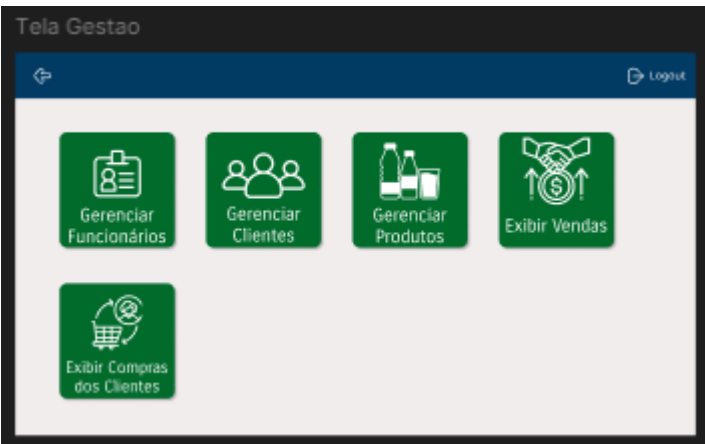 Tela Gestao
Logout
Gerenciar
Funcionários
Gerenciar
Clientes
Gerenciar
Produtos
Exibir Vendas
Exibir Compras
dos Clientes